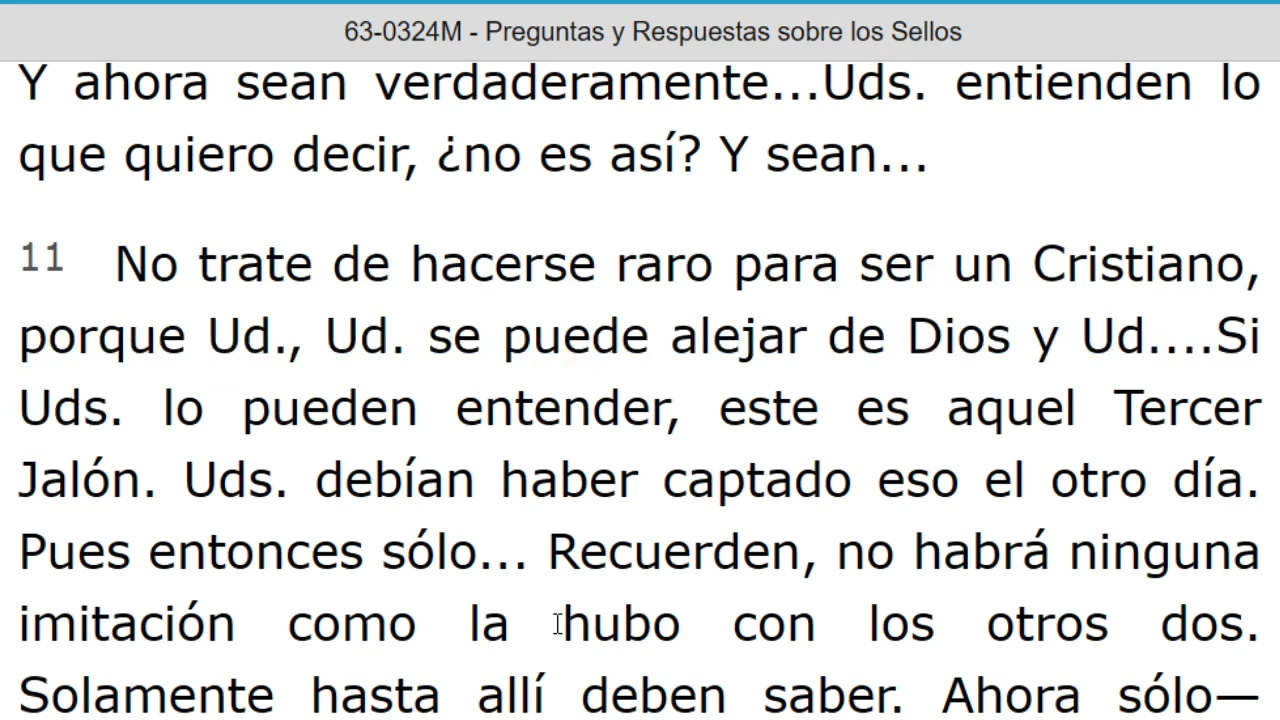 63-0324M - Preguntas y Respuestas sobre los Sellos
Y ahora sean verdaderamente...Uds. entienden lo
que quiero decir, ¿no es así? Y sean...
11 No trate de hacerse raro para ser un Cristiano,
porque Ud., Ud. se puede alejar de Dios y Ud....Si
Uds. lo pueden entender, este es aquel Tercer
Jalón. Uds. debían haber captado eso el otro día.
Pues entonces sólo... Recuerden, no habrá ninguna
imitación como la hubo con los otros dos.
Solamente hasta allí deben saber. Ahora sólo—